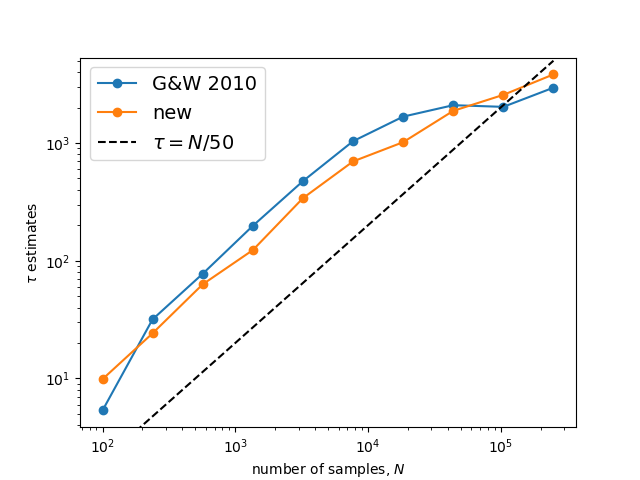 G&W 2010
new
τ = N/50
τ estimates
10³
10²
10¹
10²
10³
10⁴
10⁵
number of samples, N